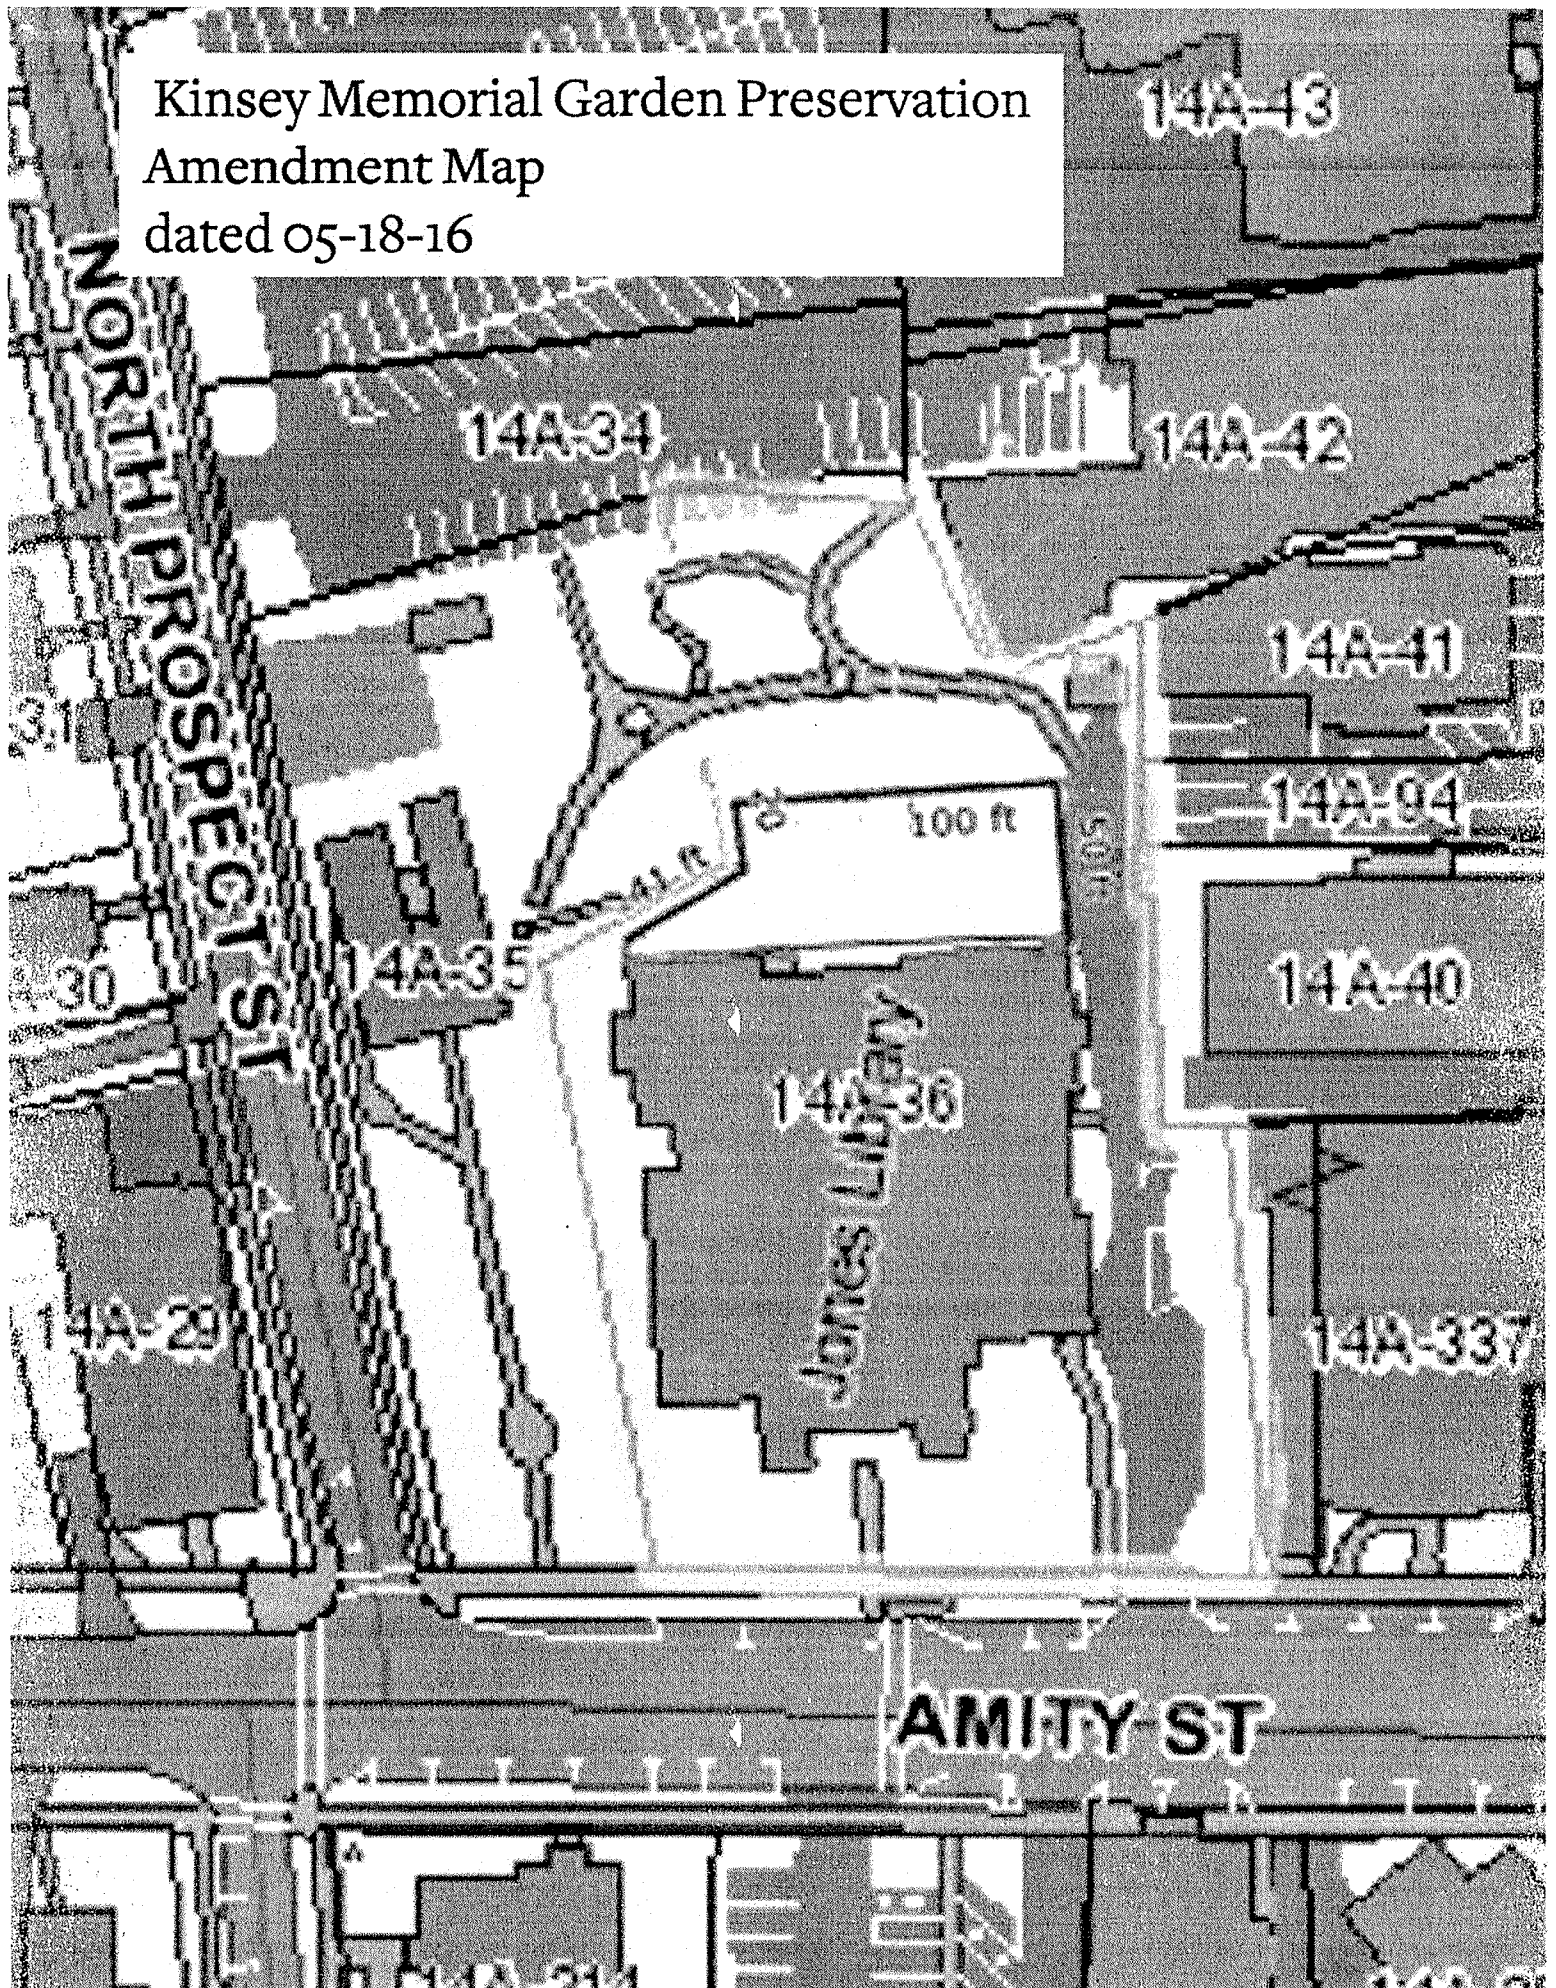 Kinsey Memorial Garden Preservation
Amendment Map
dated 05-18-16
14A-43
NORTH PROSPECT ST
14A-34
14A-42
14A-41
14A-94
100 ft
41 ft
14A-35
30
14A-40
14A-36
Jones Library
14A-29
14A-337
AMITY ST